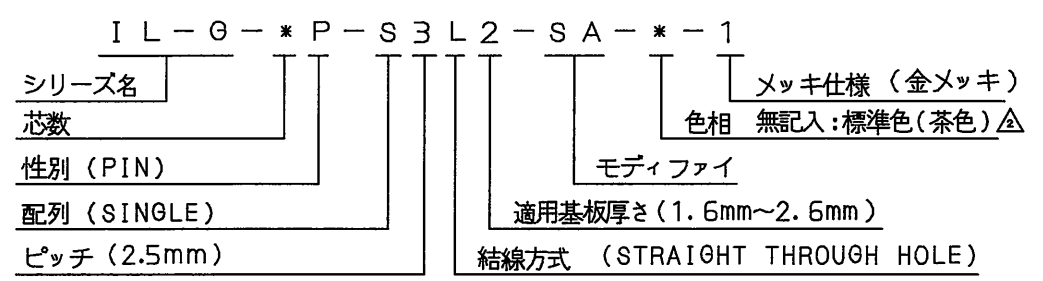 IL-G-*P-S3L2-SA-*-1
シリーズ名
メッキ仕様 (金メッキ)
芯数
色相 無記入:標準色(茶色) 2
性別 (PIN)
モディファイ
配列 (SINGLE)
適用基板厚さ(1.6mm~2.6mm)
ピッチ (2.5mm)
結線方式 (STRAIGHT THROUGH HOLE)